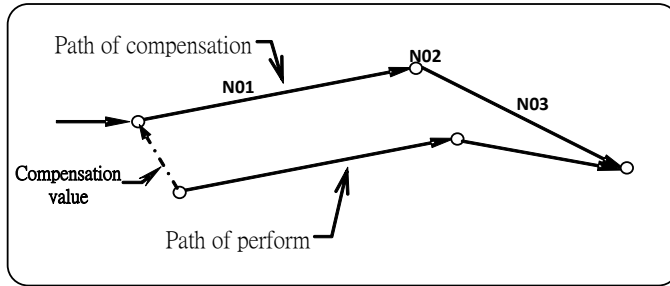 Path of compensation
N01
N02
N03
Compensation
value
Path of perform